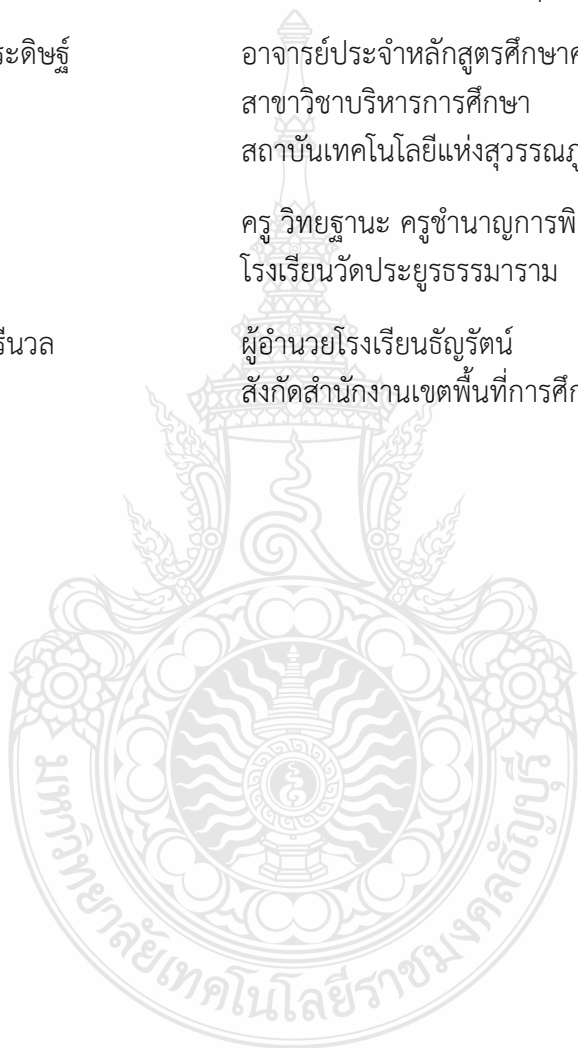 ระดิษฐ์ อาจารย์ประจำหลักสูตรศึกษาศ
สาขาวิชาบริหารการศึกษา
สถาบันเทคโนโลยีแห่งสุวรรณภู
ครู วิทยฐานะ ครูชำนาญการพิ
โรงเรียนวัดประยูรธรรมาราม
รีนวล ผู้อำนวยโรงเรียนธัญรัตน์
สังกัดสำนักงานเขตพื้นที่การศึก
มหาวิทยาลัยเทคโนโลยีราชมงคลธัญบุรี